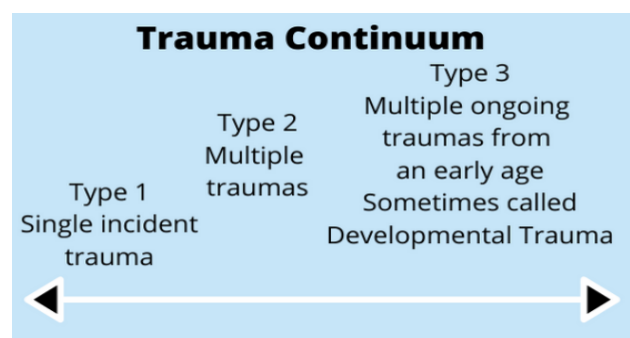 Trauma Continuum
Type 1
Single incident
trauma
Type 2
Multiple
traumas
Type 3
Multiple ongoing
traumas from
an early age
Sometimes called
Developmental Trauma